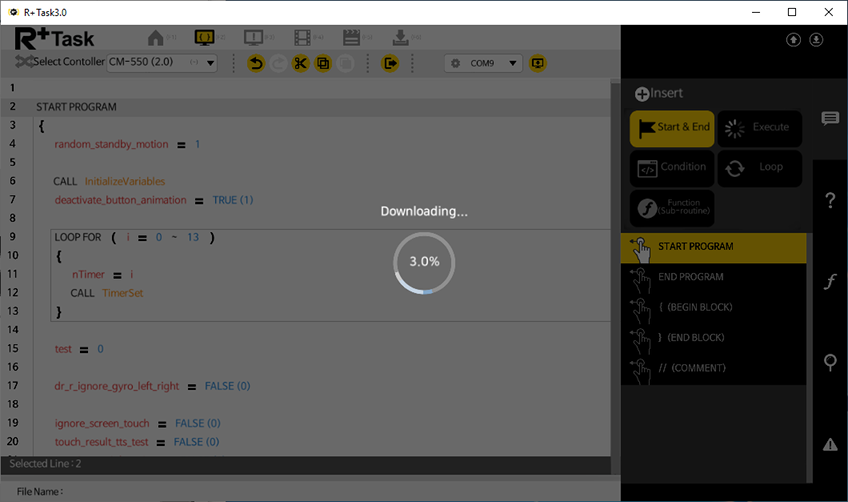 R+Task3.0
R+Task
Select Contoller CM-550 (2.0) COM9
1
2 START PROGRAM
3 {
4 random_standby_motion = 1
5
6 CALL InitializeVariables
7 deactivate_button_animation = TRUE (1)
8
9 LOOP FOR ( i = 0 ~ 13 )
10 {
11 nTimer = i
12 CALL TimerSet
13 }
14
15 test = 0
16
17 dr_r_ignore_gyro_left_right = FALSE (0)
18
19 ignore_screen_touch = FALSE (0)
20 touch_result_tts_test = FALSE (0)
Selected Line : 2
File Name :
Downloading...
3.0%
Insert
Start & End
Execute
Condition
Loop
Function
(Sub-routine)
START PROGRAM
END PROGRAM
{ (BEGIN BLOCK)
} (END BLOCK)
// (COMMENT)